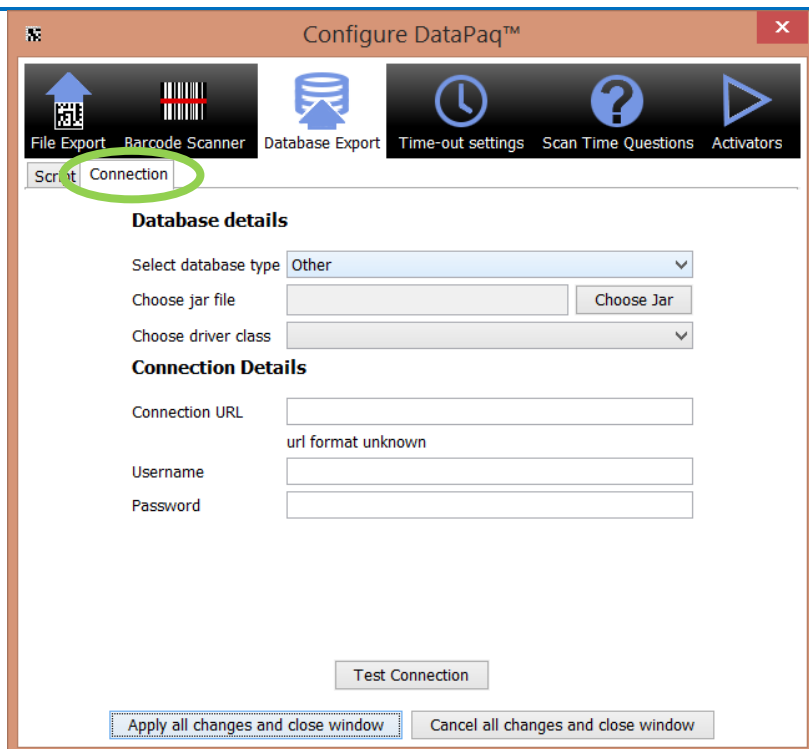 Configure DataPaq™
File Export Barcode Scanner Database Export Time-out settings Scan Time Questions Activators
Script Connection
Database details
Select database type Other
Choose jar file Choose Jar
Choose driver class
Connection Details
Connection URL
url format unknown
Username
Password
Test Connection
Apply all changes and close window Cancel all changes and close window